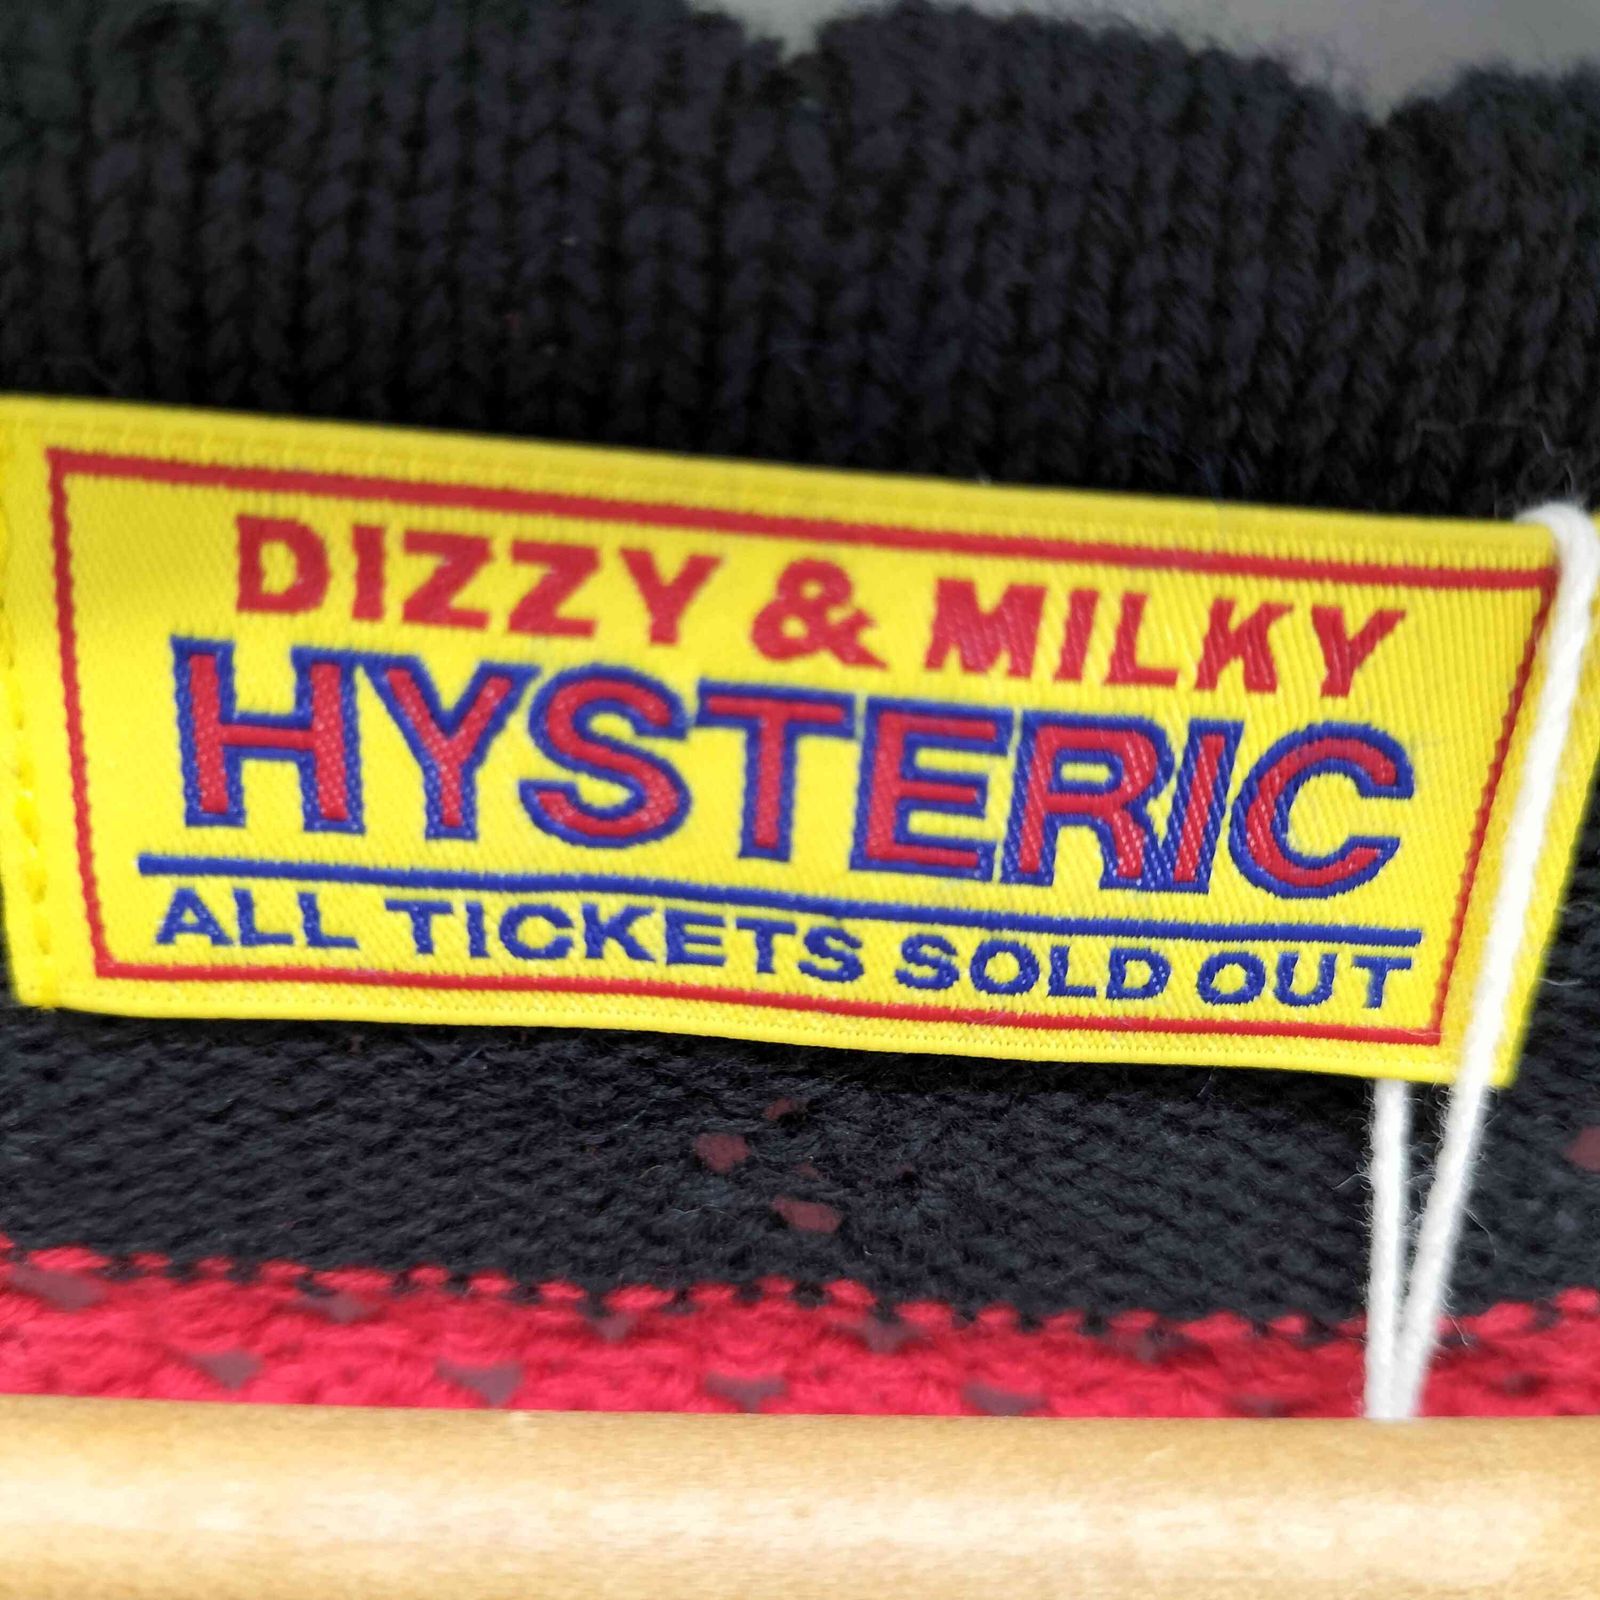 DIZZY & MILKY
HYSTERIC
ALL TICKETS SOLD OUT